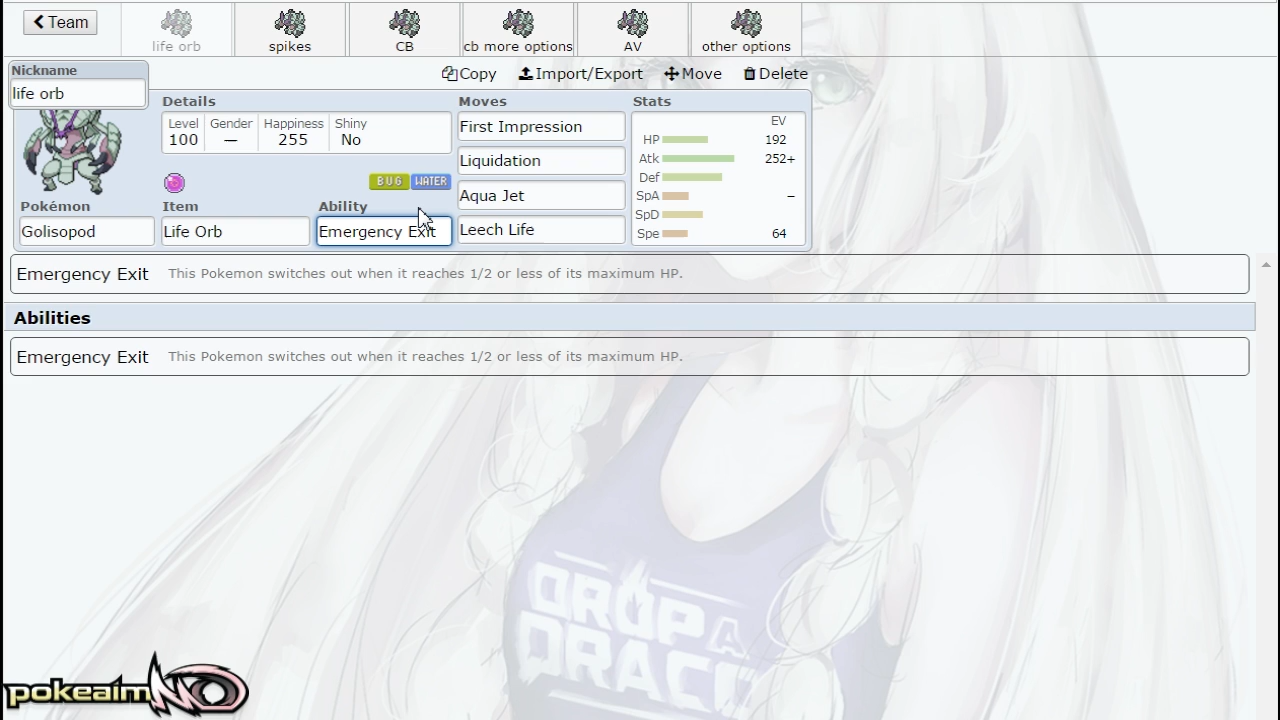 Team
life orb
spikes
CB
cb more options
AV
other options
Nickname
life orb
Copy
Import/Export
Move
Delete
Details
Level
100
Gender
—
Happiness
255
Shiny
No
BUG
WATER
Pokémon
Golisopod
Item
Life Orb
Ability
Emergency Exit
Moves
First Impression
Liquidation
Aqua Jet
Leech Life
Stats
EV
HP 192
Atk 252+
Def
SpA –
SpD
Spe 64
Emergency Exit This Pokemon switches out when it reaches 1/2 or less of its maximum HP.
Abilities
Emergency Exit This Pokemon switches out when it reaches 1/2 or less of its maximum HP.
DROP A
DRACO
pokeaimMD